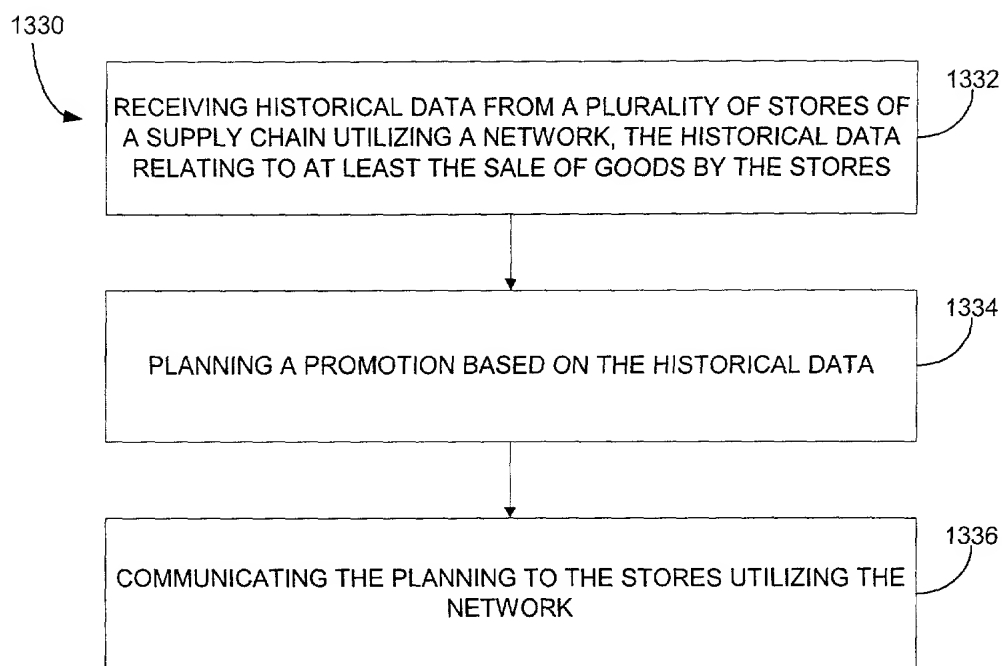 1330
1332
RECEIVING HISTORICAL DATA FROM A PLURALITY OF STORES OF
A SUPPLY CHAIN UTILIZING A NETWORK, THE HISTORICAL DATA
RELATING TO AT LEAST THE SALE OF GOODS BY THE STORES
1334
PLANNING A PROMOTION BASED ON THE HISTORICAL DATA
1336
COMMUNICATING THE PLANNING TO THE STORES UTILIZING THE
NETWORK